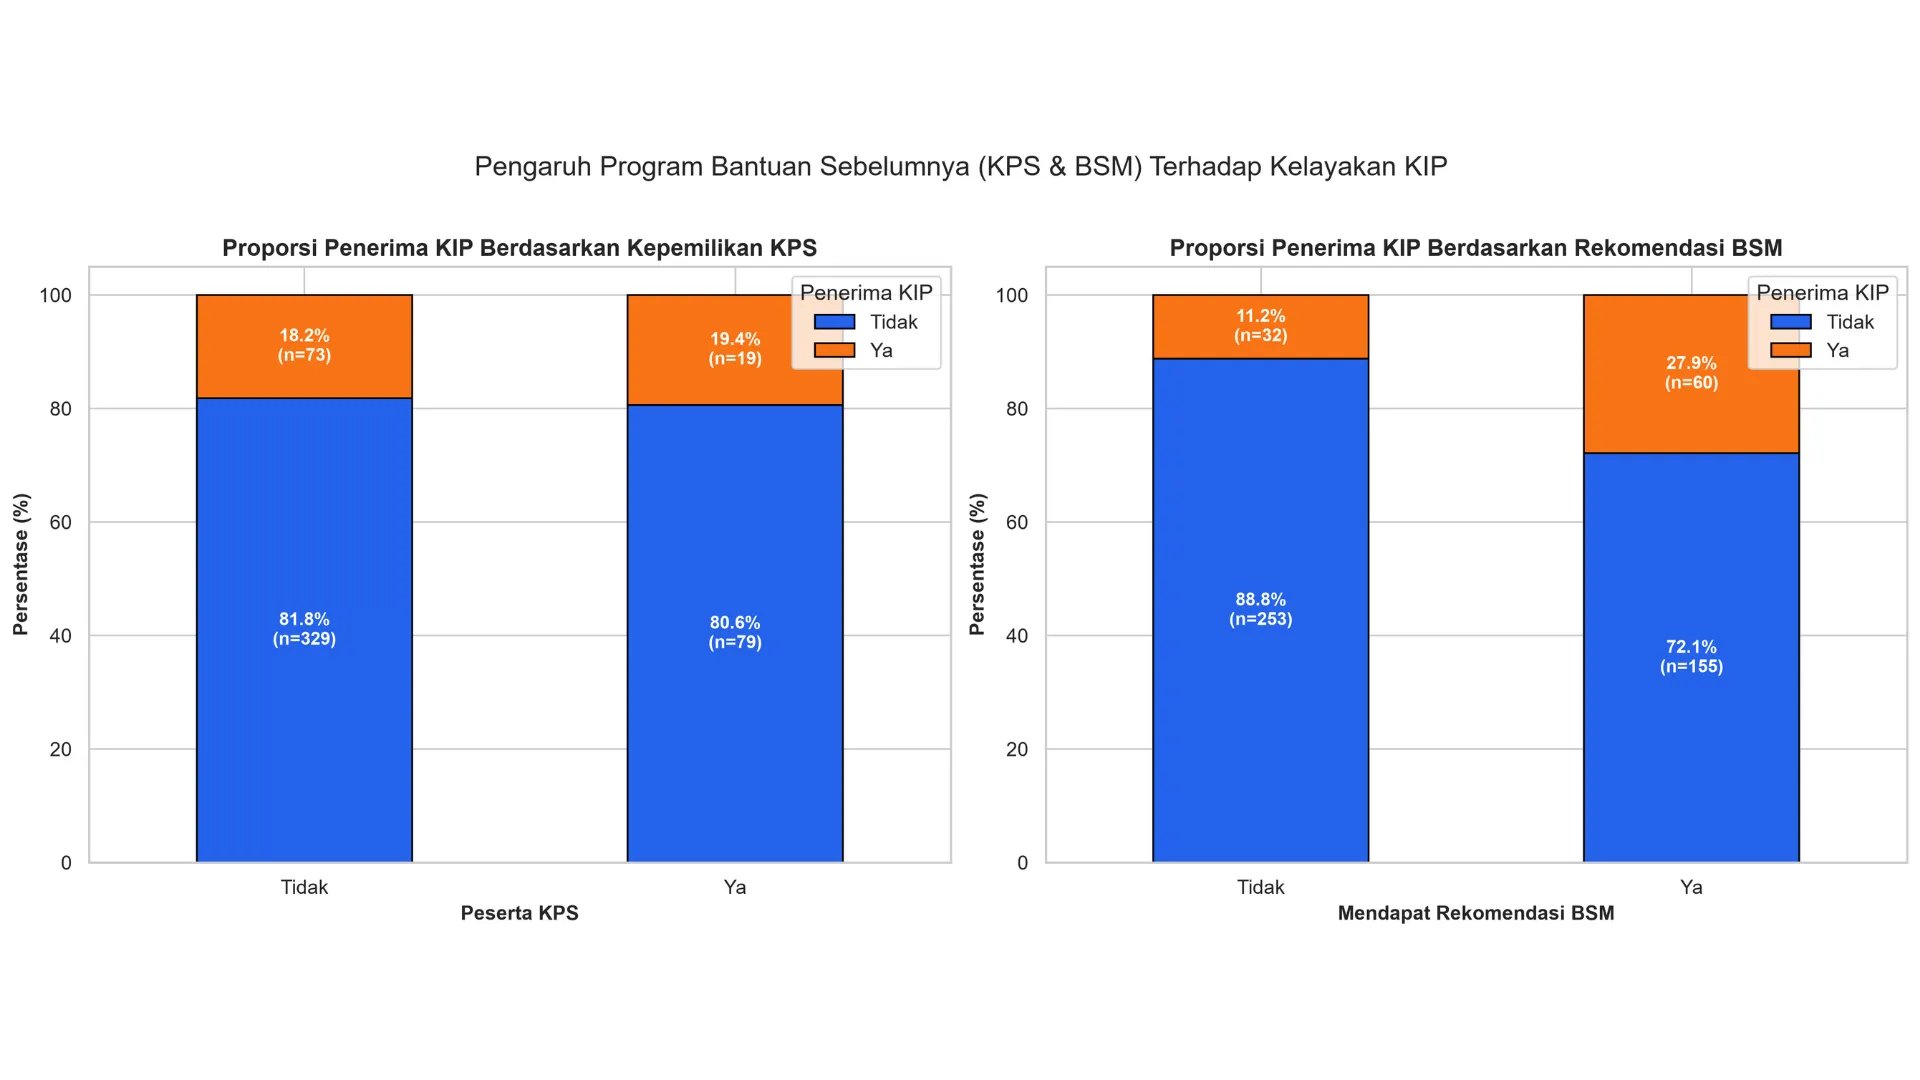 Pengaruh Program Bantuan Sebelumnya (KPS & BSM) Terhadap Kelayakan KIP
Proporsi Penerima KIP Berdasarkan Kepemilikan KPS
Penerima KIP
Tidak
Ya
100
80
60
40
20
0
Persentase (%)
18.2%
(n=73)
19.4%
(n=19)
81.8%
(n=329)
80.6%
(n=79)
Tidak
Ya
Peserta KPS
Proporsi Penerima KIP Berdasarkan Rekomendasi BSM
Penerima KIP
Tidak
Ya
100
80
60
40
20
0
Persentase (%)
11.2%
(n=32)
27.9%
(n=60)
88.8%
(n=253)
72.1%
(n=155)
Tidak
Ya
Mendapat Rekomendasi BSM